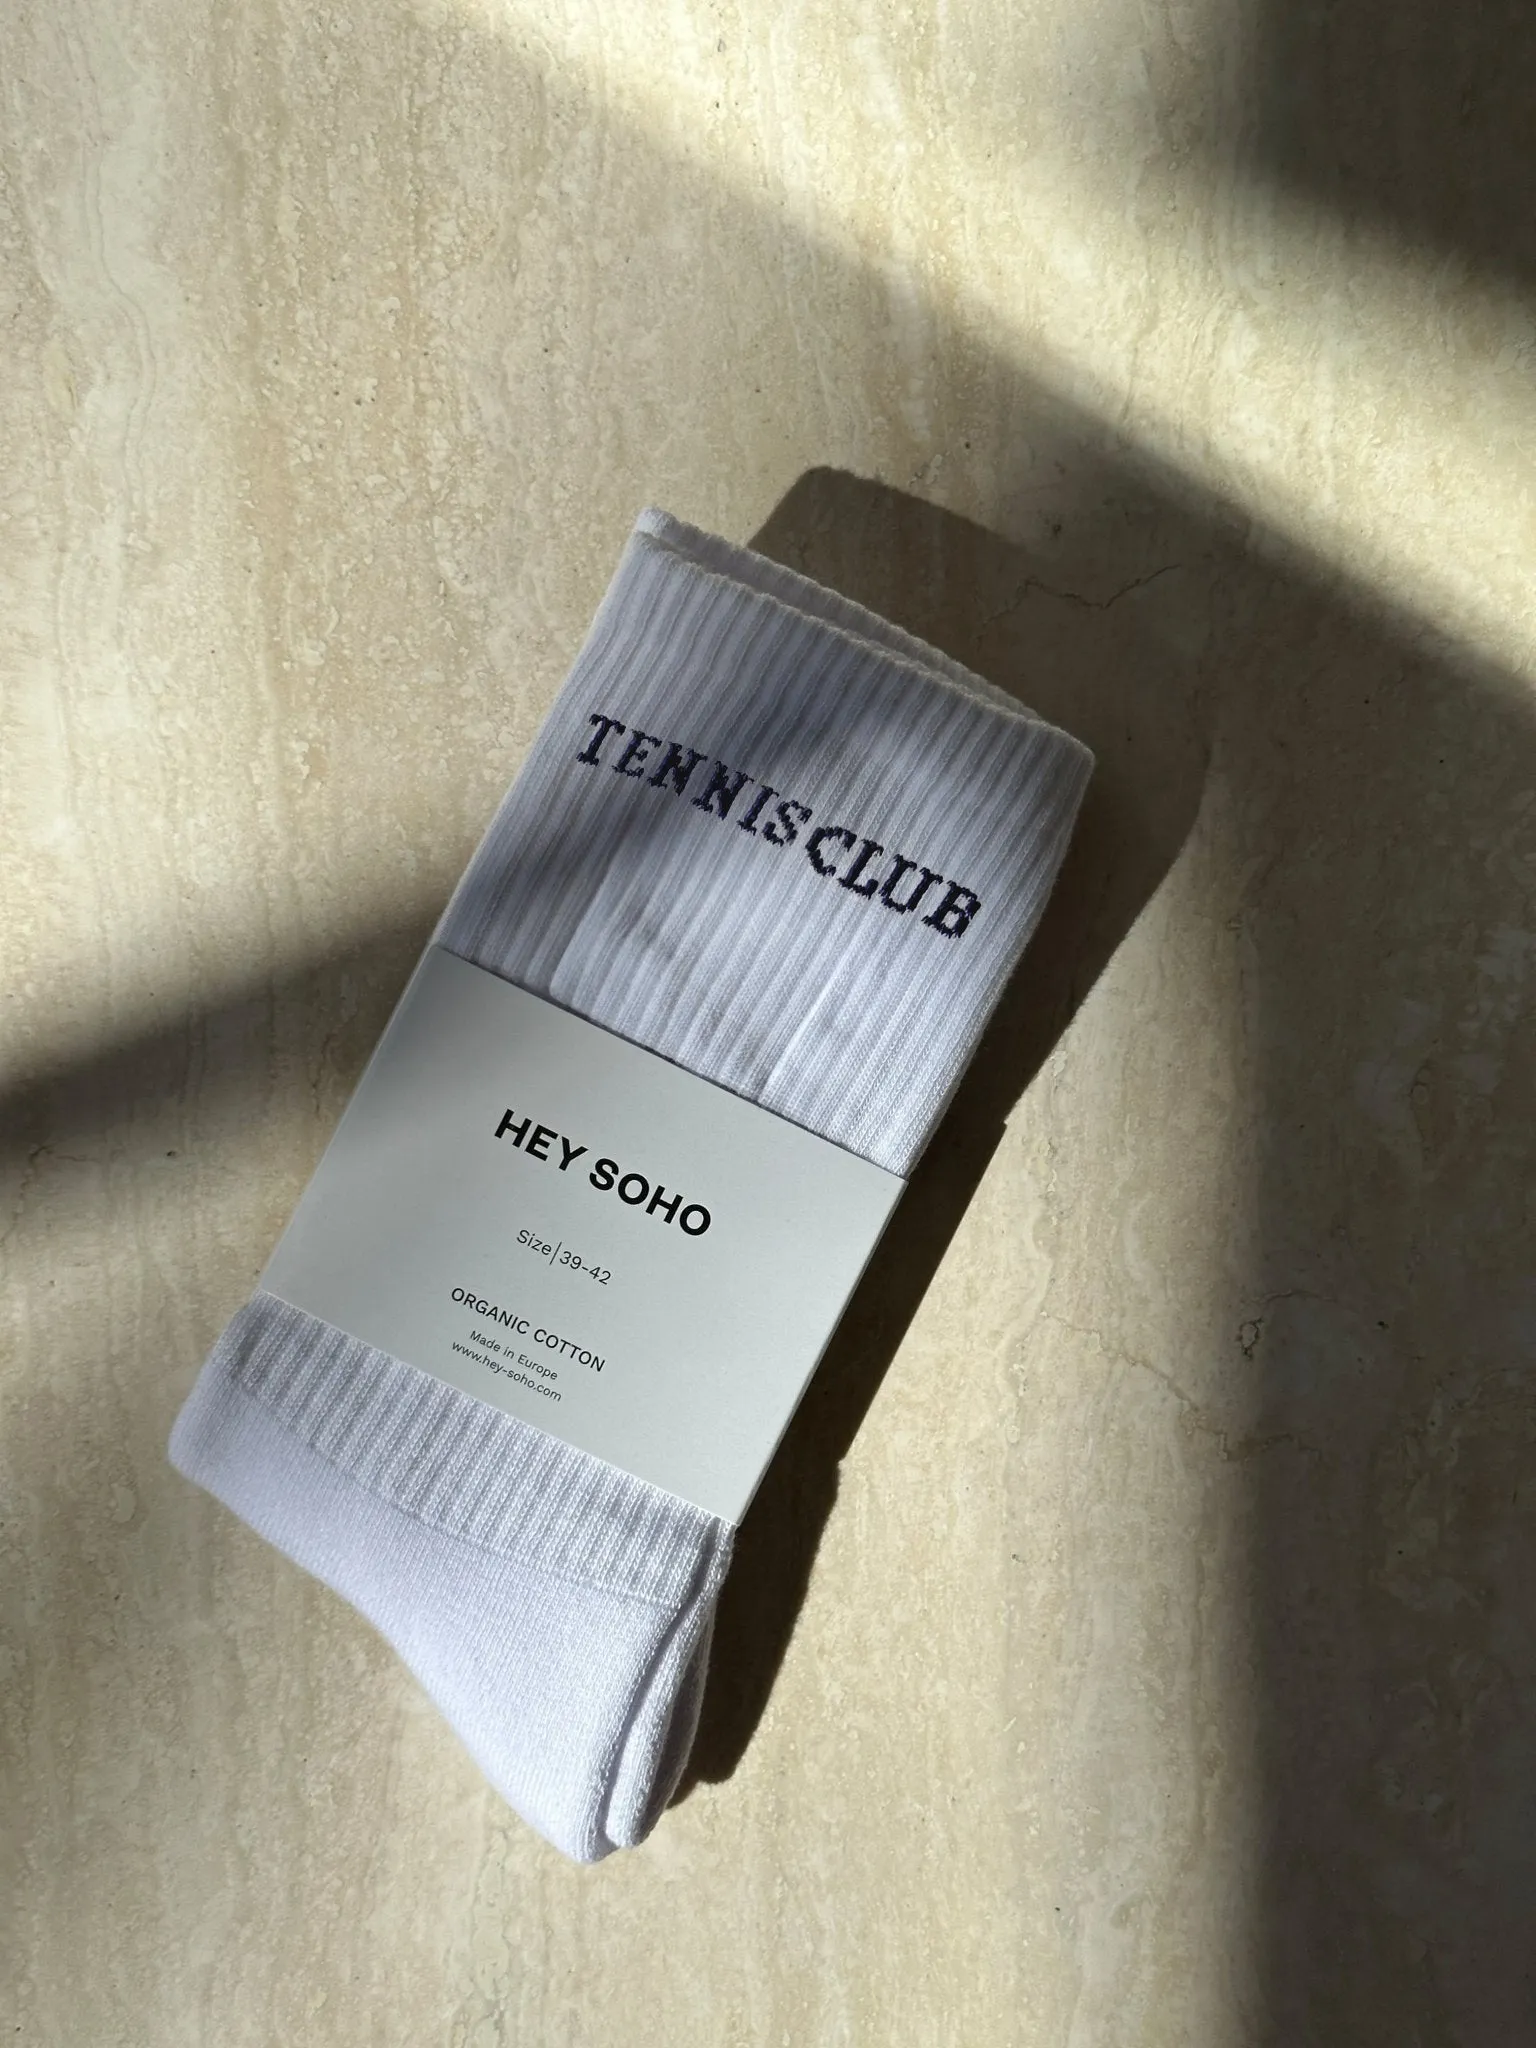 TENNIS CLUB
HEY SOHO
Size|39-42
ORGANIC COTTON
Made in Europe
www.hey-soho.com